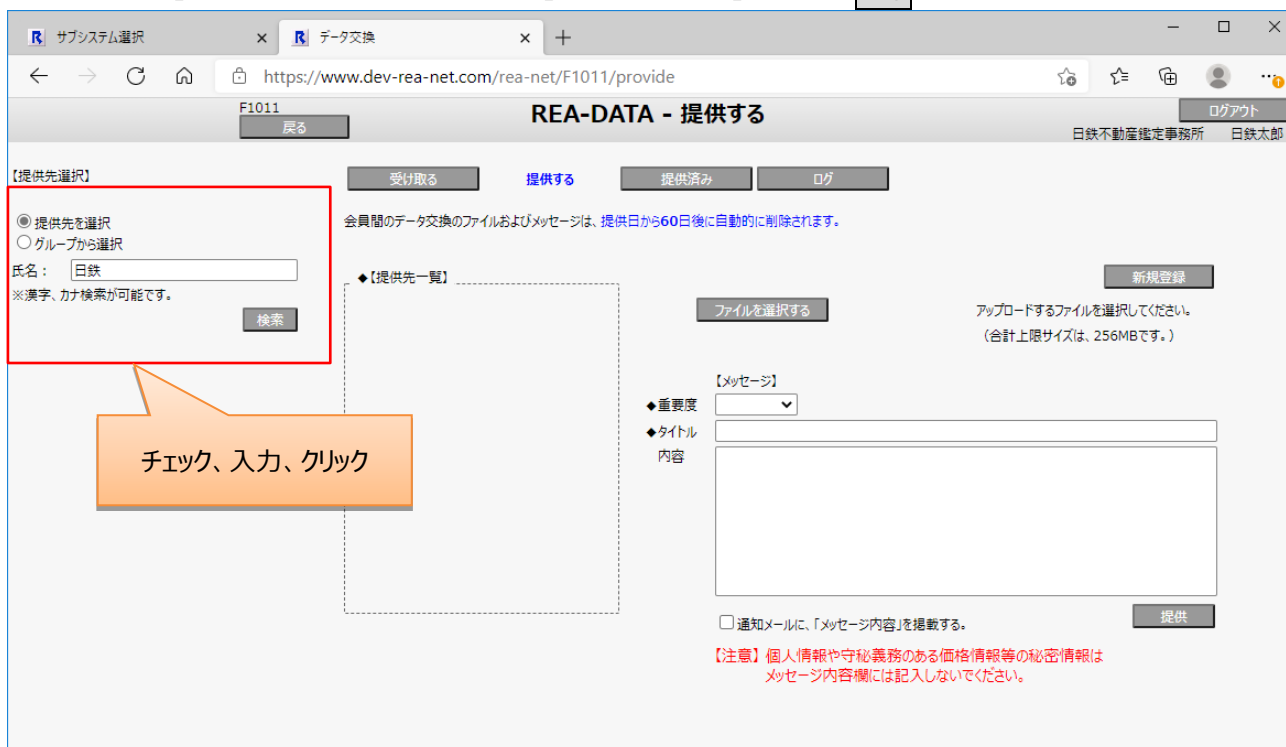 サブシステム選択
データ交換
https://www.dev-rea-net.com/rea-net/F1011/provide
F1011
戻る
REA-DATA - 提供する
ログアウト
日鉄不動産鑑定事務所 日鉄太郎
【提供先選択】
受け取る 提供する 提供済み ログ
提供先を選択
グループから選択
会員間のデータ交換のファイルおよびメッセージは、提供日から60日後に自動的に削除されます。
氏名： 日鉄
※漢字、カナ検索が可能です。
検索
◆【提供先一覧】
新規登録
ファイルを選択する
アップロードするファイルを選択してください。
（合計上限サイズは、256MBです。）
【メッセージ】
◆重要度
◆タイトル
内容
チェック、入力、クリック
通知メールに、「メッセージ内容」を掲載する。
提供
【注意】個人情報や守秘義務のある価格情報等の秘密情報は
メッセージ内容欄には記入しないでください。